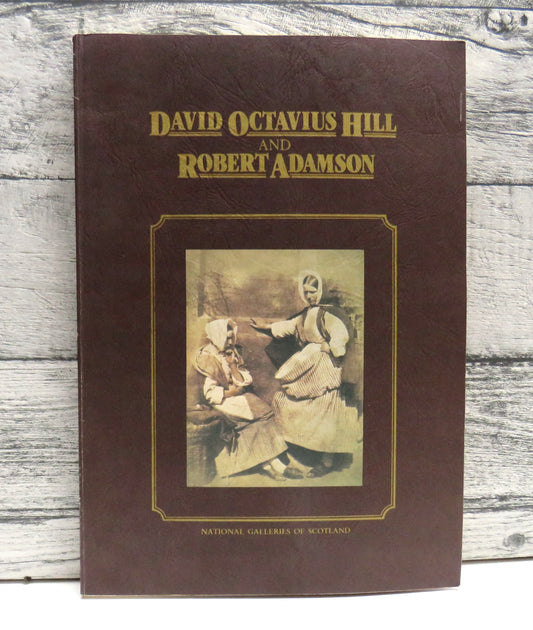 DAVID OCTAVIUS HILL
AND
ROBERT ADAMSON
NATIONAL GALLERIES OF SCOTLAND